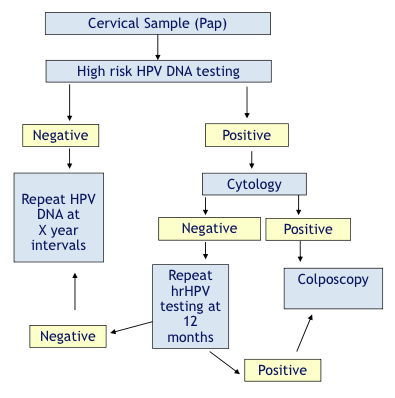 Cervical Sample (Pap)
High risk HPV DNA testing
Negative
Positive
Repeat HPV
DNA at
X year
intervals
Cytology
Negative
Positive
Repeat
hrHPV
testing at
12
months
Colposcopy
Negative
Positive